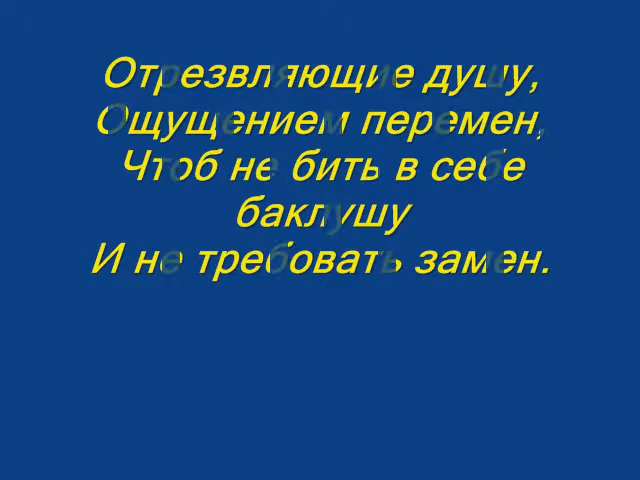 Отрезвляющие душу,
Ощущением перемен,
Чтоб не бить в себе
баклушу
И не требовать замен.